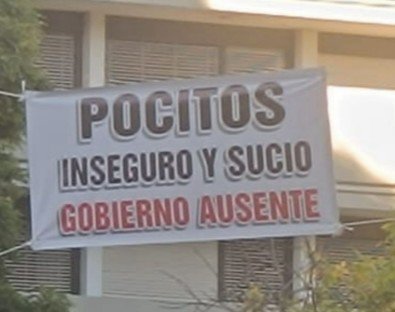 POCITOS
INSEGURO Y SUCIO
GOBIERNO AUSENTE